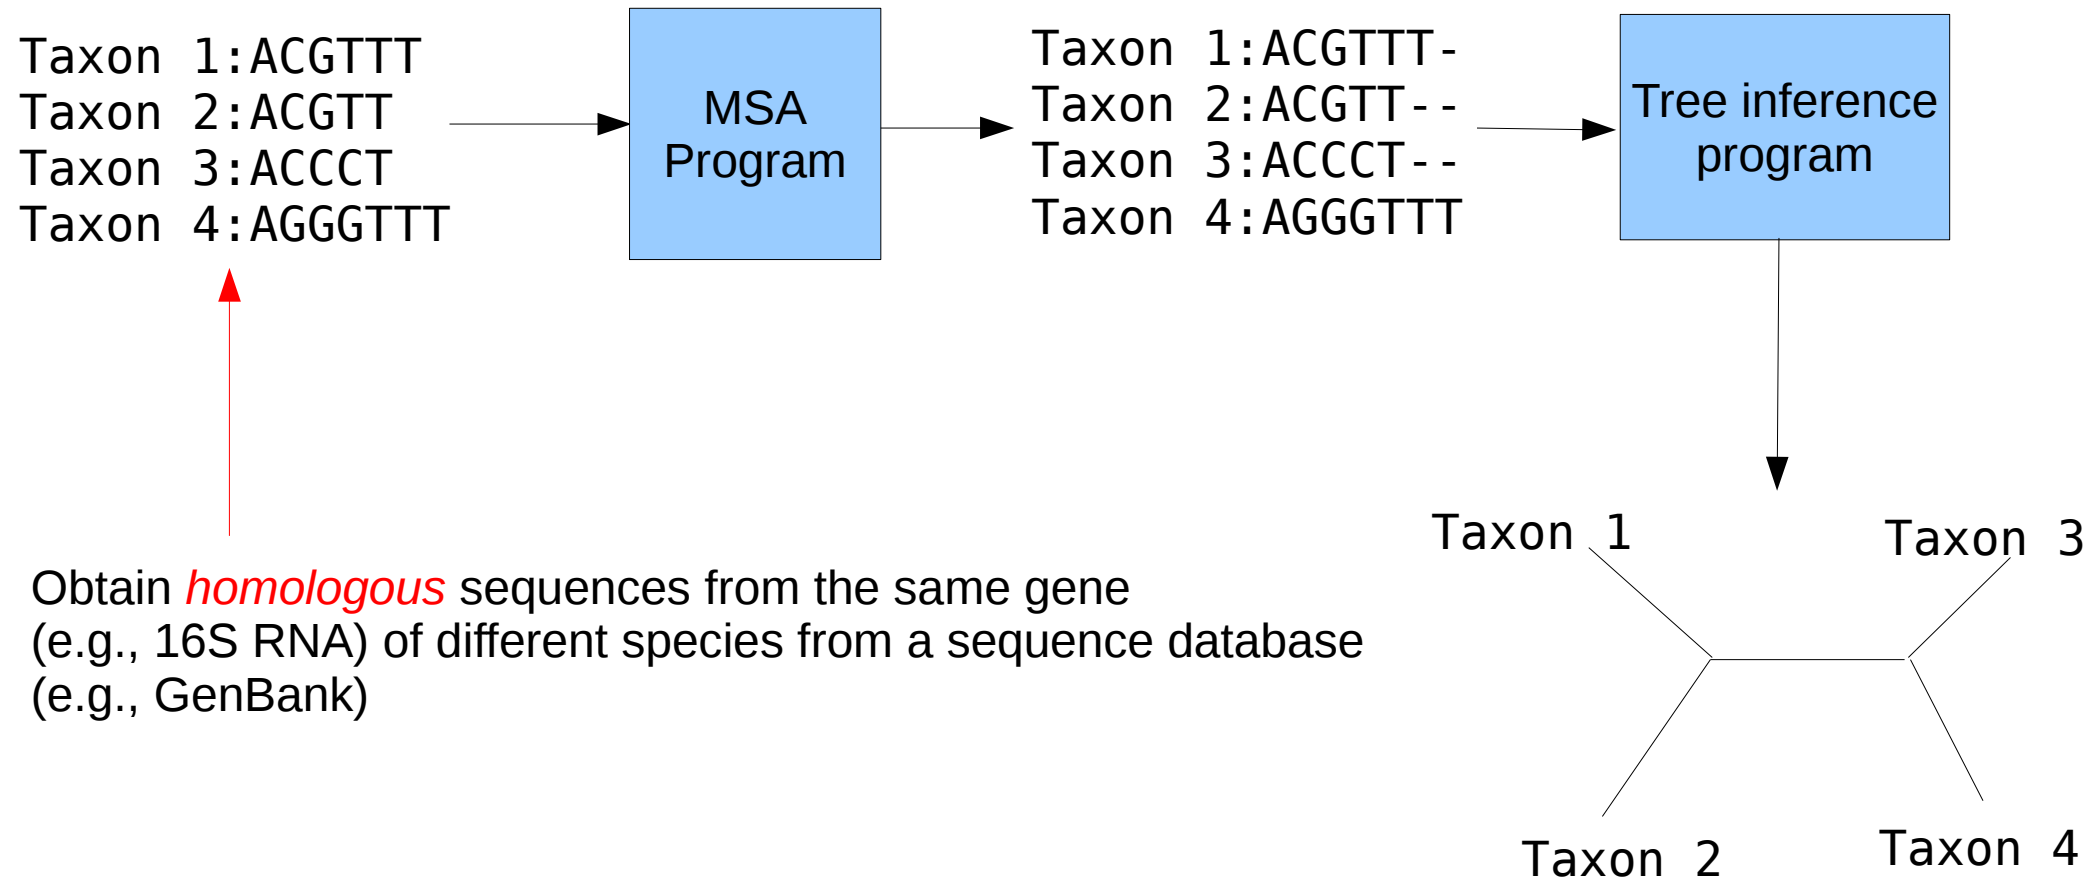 Taxon 1:ACGTTT
Taxon 2:ACGTT
Taxon 3:ACCCT
Taxon 4:AGGGTTT
MSA
Program
Taxon 1:ACGTTT-
Taxon 2:ACGTT--
Taxon 3:ACCCT--
Taxon 4:AGGGTTT
Tree inference
program
Obtain homologous sequences from the same gene
(e.g., 16S RNA) of different species from a sequence database
(e.g., GenBank)
Taxon 1
Taxon 3
Taxon 2
Taxon 4